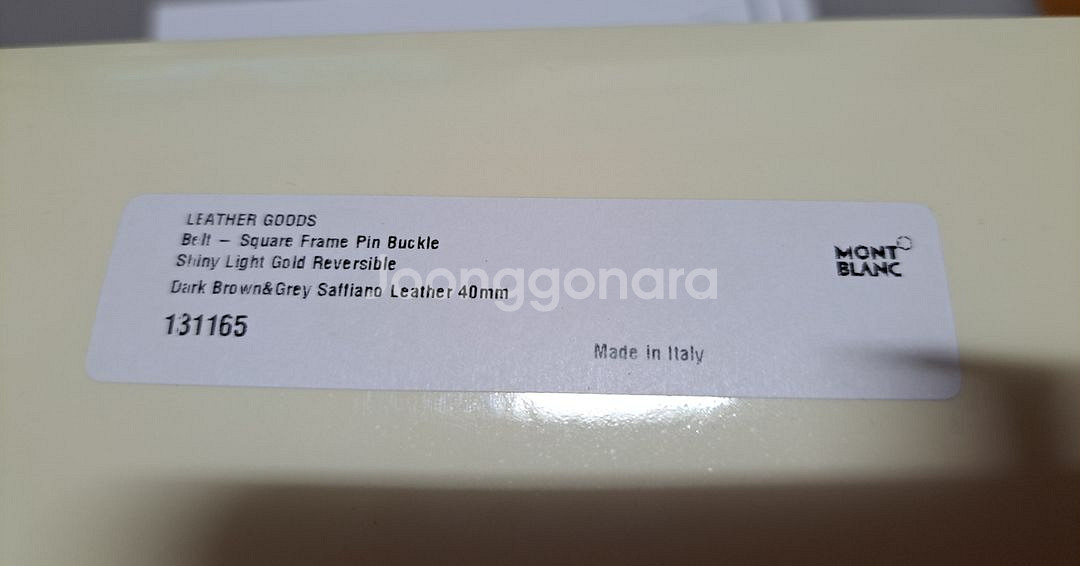 LEATHER GOODS
Belt – Square Frame Pin Buckle
Shiny Light Gold Reversible
Dark Brown&Grey Saffiano Leather 40mm
131165
Made in Italy
MONT
BLANC
Joonggonara